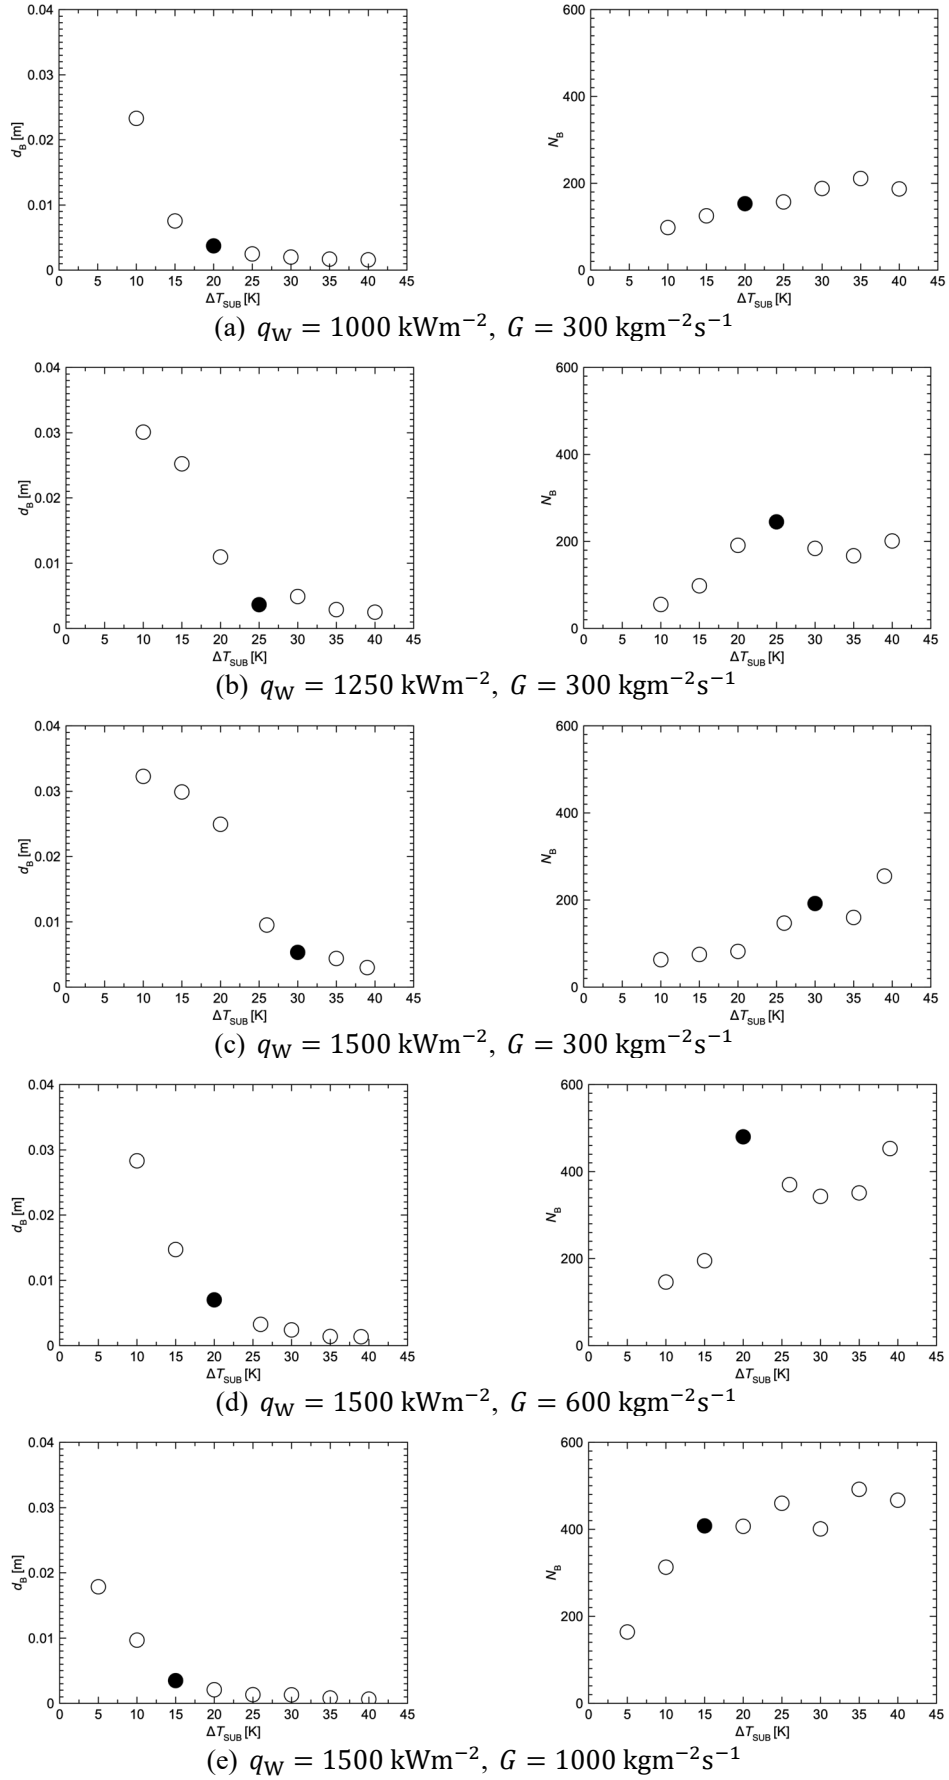 0.04
0.03
0.02
0.01
0
d_B [m]
0 5 10 15 20 25 30 35 40 45
ΔT_SUB [K]
600
400
200
0
N_B
0 5 10 15 20 25 30 35 40 45
ΔT_SUB [K]
(a) q_W = 1000 kWm⁻², G = 300 kgm⁻²s⁻¹
0.04
0.03
0.02
0.01
0
d_B [m]
0 5 10 15 20 25 30 35 40 45
ΔT_SUB [K]
600
400
200
0
N_B
0 5 10 15 20 25 30 35 40 45
ΔT_SUB [K]
(b) q_W = 1250 kWm⁻², G = 300 kgm⁻²s⁻¹
0.04
0.03
0.02
0.01
0
d_B [m]
0 5 10 15 20 25 30 35 40 45
ΔT_SUB [K]
600
400
200
0
N_B
0 5 10 15 20 25 30 35 40 45
ΔT_SUB [K]
(c) q_W = 1500 kWm⁻², G = 300 kgm⁻²s⁻¹
0.04
0.03
0.02
0.01
0
d_B [m]
0 5 10 15 20 25 30 35 40 45
ΔT_SUB [K]
600
400
200
0
N_B
0 5 10 15 20 25 30 35 40 45
ΔT_SUB [K]
(d) q_W = 1500 kWm⁻², G = 600 kgm⁻²s⁻¹
0.04
0.03
0.02
0.01
0
d_B [m]
0 5 10 15 20 25 30 35 40 45
ΔT_SUB [K]
600
400
200
0
N_B
0 5 10 15 20 25 30 35 40 45
ΔT_SUB [K]
(e) q_W = 1500 kWm⁻², G = 1000 kgm⁻²s⁻¹